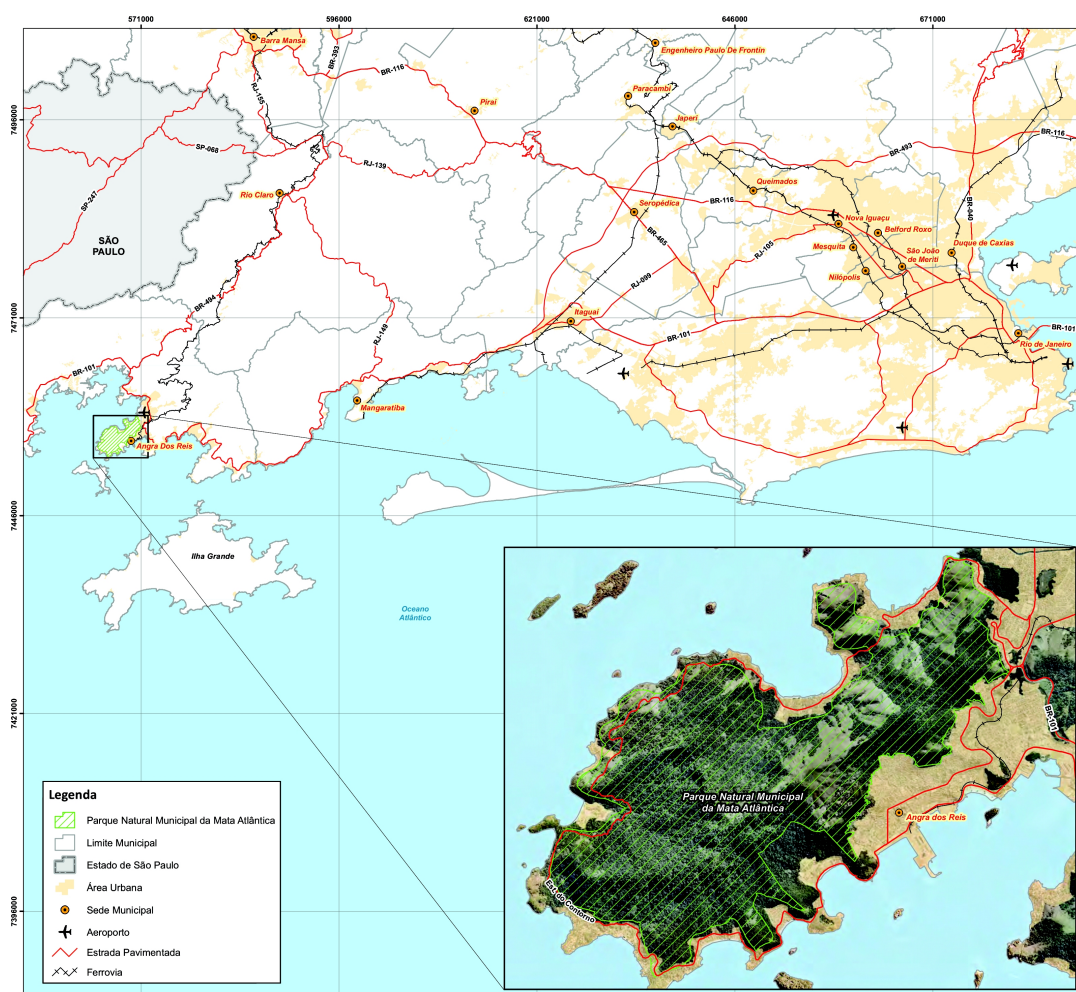 571000
596000
621000
646000
671000
7496000
7471000
7446000
7421000
7396000
Barra Mansa
BR-393
BR-116
RJ-155
Engenheiro Paulo De Frontin
Paracambi
Piraí
Japeri
BR-116
SP-068
BR-493
RJ-139
SP-247
Rio Claro
Queimados
BR-040
Seropédica
BR-116
Nova Iguaçu
BR-465
Belford Roxo
SÃO
PAULO
RJ-105
Mesquita
São João
de Meriti
Duque de Caxias
Nilópolis
RJ-099
BR-494
Itaguaí
RJ-149
BR-101
BR-101
Rio de Janeiro
BR-101
Mangaratiba
Angra Dos Reis
Ilha Grande
Oceano
Atlântico
BR-101
Parque Natural Municipal
da Mata Atlântica
Angra dos Reis
Est. do Contorno
Legenda
Parque Natural Municipal da Mata Atlântica
Limite Municipal
Estado de São Paulo
Área Urbana
Sede Municipal
Aeroporto
Estrada Pavimentada
Ferrovia